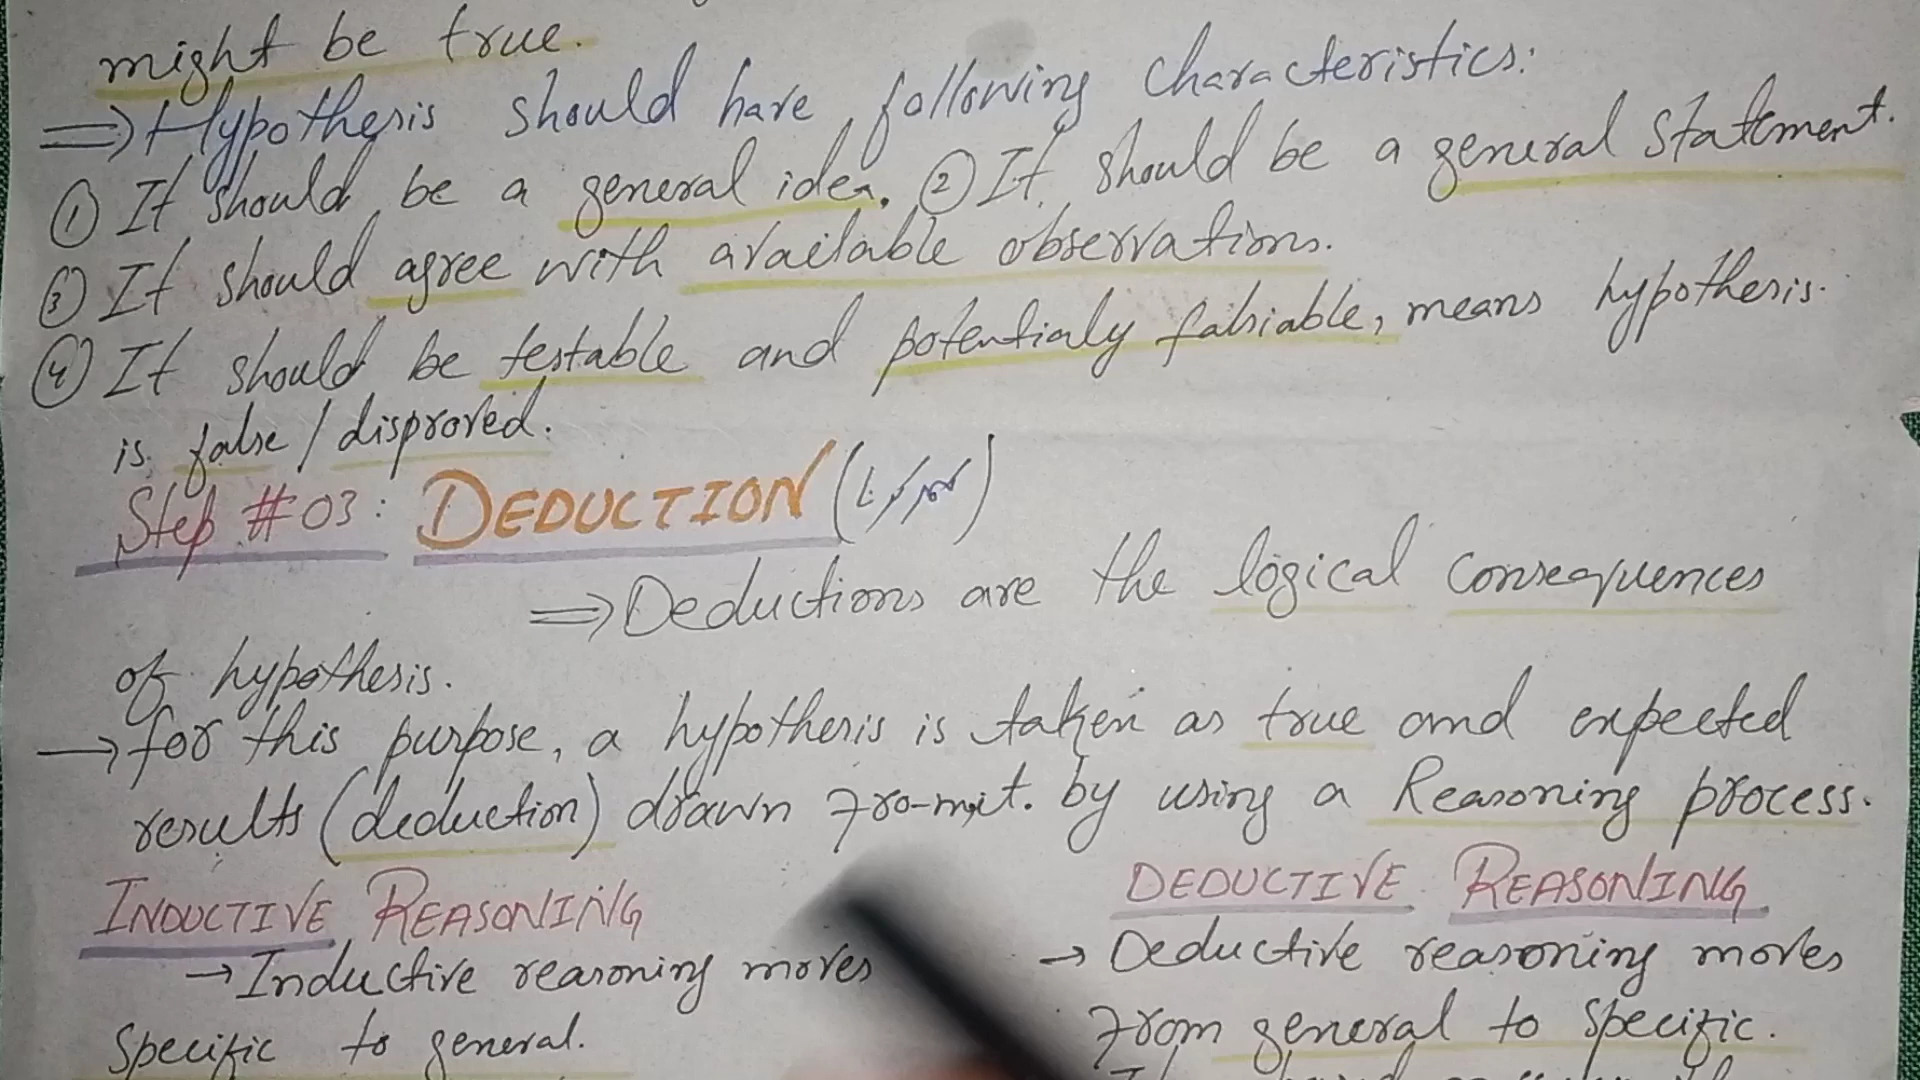 might be true.
⇒ Hypothesis should have following characteristics:
① It should be a general idea. ② It should be a general statement.
③ It should agree with available observations.
④ It should be testable and potentialy falsiable, means hypothesis.
is false / disproved.
Step #03: DEDUCTION
⇒ Deductions are the logical consequences
of hypothesis.
→ for this purpose, a hypothesis is taken as true and expected
results (deduction) drawn fro-m it. by using a Reasoning process.
INDUCTIVE REASONING
→ Inductive reasoning moves
Specific to general.
DEDUCTIVE REASONING
→ Deductive reasoning moves
From general to Specific.